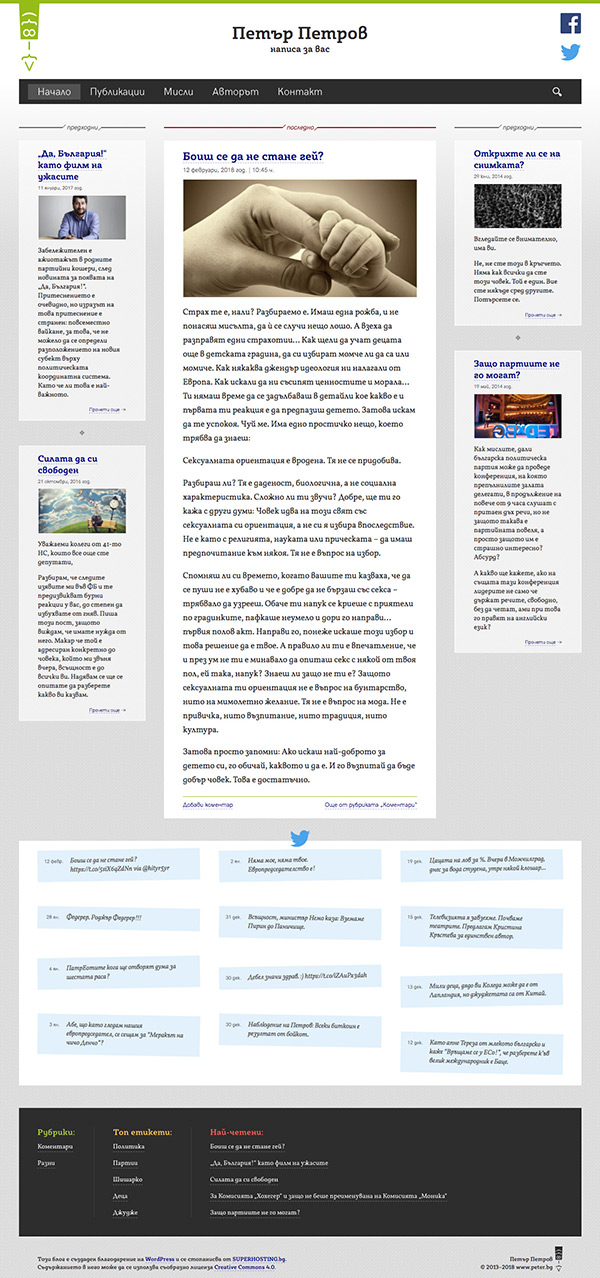 Петър Петров
написа за вас
Начало Публикации Мисли Авторът Контакт
предходни
„Да, България!“
като филм на
ужасите
11 януари, 2017 год.
Забележителен е
ажиотажът в родните
партийни кошери, след
новината за появата на
„Да, България!“.
Притеснението е
очевидно, но изразът на
това притеснение е
странен: повсеместно
вайкане, за това, че не
можело да се определи
разположението на новия
субект върху
политическата
координатна система.
Като че ли това е най-
важното.
Прочети още →
Силата да си
свободен
21 октомври, 2016 год.
Уважаеми колеги от 41-то
НС, които все още сте
депутати,
Разбирам, че следите
изявите ми във ФБ и те
предизвикват бурни
реакции у вас, до степен да
избухвате от гняв. Пиша
този пост, защото
виждам, че имате нужда от
него. Макар че той е
адресиран конкретно до
човека, който ми звъня
вчера, всъщност е до
всички ви. Надявам се ще се
опитате да разберете
какво ви казвам.
Прочети още →
последно
Боиш се да не стане гей?
12 февруари, 2018 год. | 10:45 ч.
Страх те е, нали? Разбираемо е. Имаш една рожба, и не
понасяш мисълта, да ѝ се случи нещо лошо. А взеха да
разправят едни страхотии... Как щели да учат децата
още в детската градина, да си избират момче ли да са или
момиче. Как някаква джендър идеология ни налагали от
Европа. Как искали да ни съсипят ценностите и морала...
Ти нямаш време да се задълбаваш в детайли кое какво е и
първата ти реакция е да предпазиш детето. Затова искам
да те успокоя. Чуй ме. Има едно простичко нещо, което
трябва да знаеш:
Сексуалната ориентация е вродена. Тя не се придобива.
Разбираш ли? Тя е даденост, биологична, а не социална
характеристика. Сложно ли ти звучи? Добре, ще ти го
кажа с други думи: Човек идва на този свят със
сексуалната си ориентация, а не си я избира впоследствие.
Не е като с религията, науката или прическата – да имаш
предпочитание към някоя. Тя не е въпрос на избор.
Спомняш ли си времето, когато вашите ти казваха, че да
се пуши не е хубаво и че е добре да не бързаш със секса –
трябвало да узрееш. Обаче ти напук се криеше с приятели
по градинките, пафкаше неумело и дори го направи...
първия полов акт. Направи го, понеже искаше този избор и
това решение да е твое. А правило ли ти е впечатление, че
и през ум не ти е минавало да опиташ секс с някой от твоя
пол, ей така, напук? Знаеш ли защо не ти е? Защото
сексуалната ти ориентация не е въпрос на бунтарство,
нито на мимолетно желание. Тя не е въпрос на мода. Не е
привичка, нито възпитание, нито традиция, нито
култура.
Затова просто запомни: Ако искаш най-доброто за
детето си, го обичай, каквото и да е. И го възпитай да бъде
добър човек. Това е достатъчно.
Добави коментар Още от рубриката „Коментари“
предходни
Открихте ли се на
снимката?
29 юли, 2014 год.
Вгледайте се внимателно,
има ви.
Не, не сте този в кръгчето.
Няма как всички да сте
този човек. Той е един. Вие
сте някъде сред другите.
Потърсете се.
Прочети още →
Защо партиите не
го могат?
19 май, 2014 год.
Как мислите, дали
българска политическа
партия може да проведе
конференция, на която
препълнилите залата
делегати, в продължение на
повече от 9 часа слушат с
притаен дъх речи, но не
защото такава е
партийната повеля, а
просто защото им е
страшно интересно?
Абсурд?
А какво ще кажете, ако на
същата тази конференция
лидерите не само че
държат речите, свободно,
без да четат, ами при това
го правят на английски
език?
Прочети още →
12 февр. Боиш се да не стане гей?
https://t.co/5tiX6qZdNn via @hityr5yr
28 ян. Федерер. Роджър Федерер!!!
6 ян. ПатрЕотите кога ще отворят дума за
шестата раса?
3 ян. Абе, що като гледам нашия
европредседател, се сещам за "Меракът на
чичо Денчо"?
2 ян. Няма мое, няма твое.
Европредседателство е!
31 дек. Всъщност, министър Нено каза: Вземаме
Пирин до Паничище.
30 дек. Дебел значи здрав. :) https://t.co/iZAuPx3dah
30 дек. Наблюдение на Петров: Всеки биткоин е
резултат от бойкот.
19 дек. Цацата на лов за %. Вчера в Момчилград,
днес за вода студена, утре някой клошар...
15 дек. Телевизията я завзехме. Почваме
театрите. Предлагам Кристина
Кръстева за единствен автор.
13 дек. Мили деца, дядо ви Коледа може да е от
Лапландия, но джуджетата са от Китай.
12 дек. Като апне Тереза от млекото българско и
каже "Връщаме се у ЕСо!", че разберете к'ъв
велик международник е Баце.
Рубрики:
Коментари
Разни
Топ етикети:
Политика
Партии
Шишарко
Деца
Джудже
Най-четени:
Боиш се да не стане гей?
„Да, България!“ като филм на ужасите
Силата да си свободен
За Комисията „Хохегер“ и защо не беше преименувана на Комисията „Моника“
Защо партиите не го могат?
Този блог е създаден благодарение на WordPress и се стопанисва от SUPERHOSTING.bg.
Съдържанието в него може да се използва съобразно лиценза Creative Commons 4.0.
Петър Петров
© 2013-2018 www.peter.bg